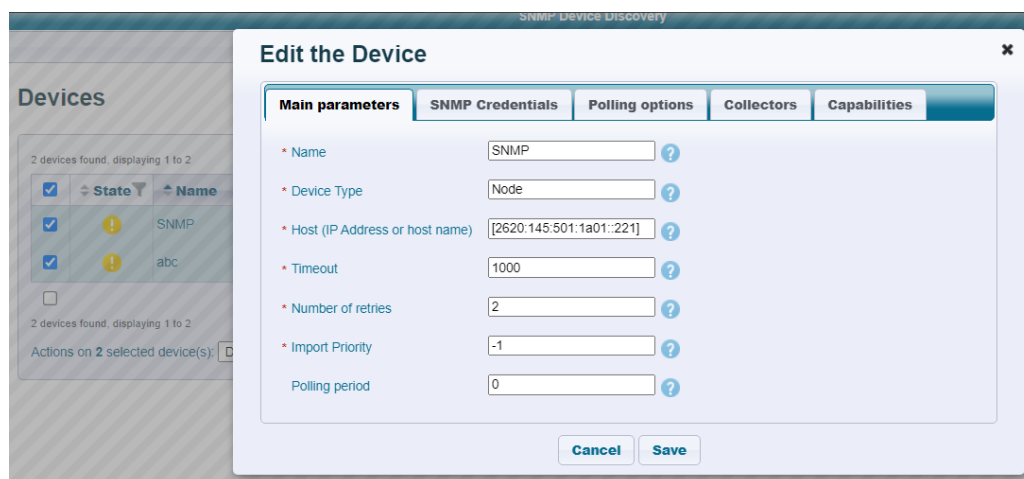 SNMP Device Discovery
Edit the Device
Devices
Main parameters SNMP Credentials Polling options Collectors Capabilities
2 devices found, displaying 1 to 2
State Name
SNMP
abc
2 devices found, displaying 1 to 2
Actions on 2 selected device(s): D
* Name SNMP ?
* Device Type Node ?
* Host (IP Address or host name) [2620:145:501:1a01::221] ?
* Timeout 1000 ?
* Number of retries 2 ?
* Import Priority -1 ?
Polling period 0 ?
Cancel Save